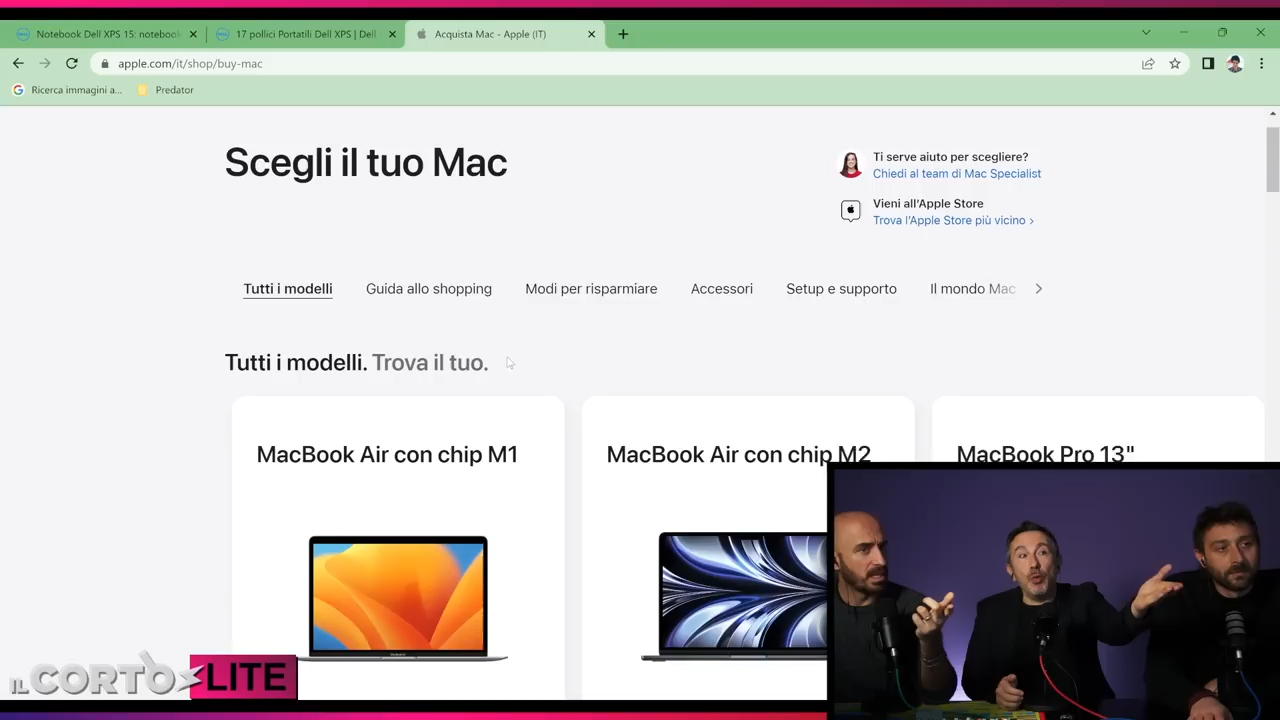 Notebook Dell XPS 15: notebook
17 pollici Portatili Dell XPS | Dell
Acquista Mac - Apple (IT)
apple.com/it/shop/buy-mac
Ricerca immagini a...
Predator
Scegli il tuo Mac
Ti serve aiuto per scegliere?
Chiedi al team di Mac Specialist
Vieni all'Apple Store
Trova l'Apple Store più vicino >
Tutti i modelli
Guida allo shopping
Modi per risparmiare
Accessori
Setup e supporto
Il mondo Mac
Tutti i modelli. Trova il tuo.
MacBook Air con chip M1
MacBook Air con chip M2
MacBook Pro 13"
IL CORTO LITE